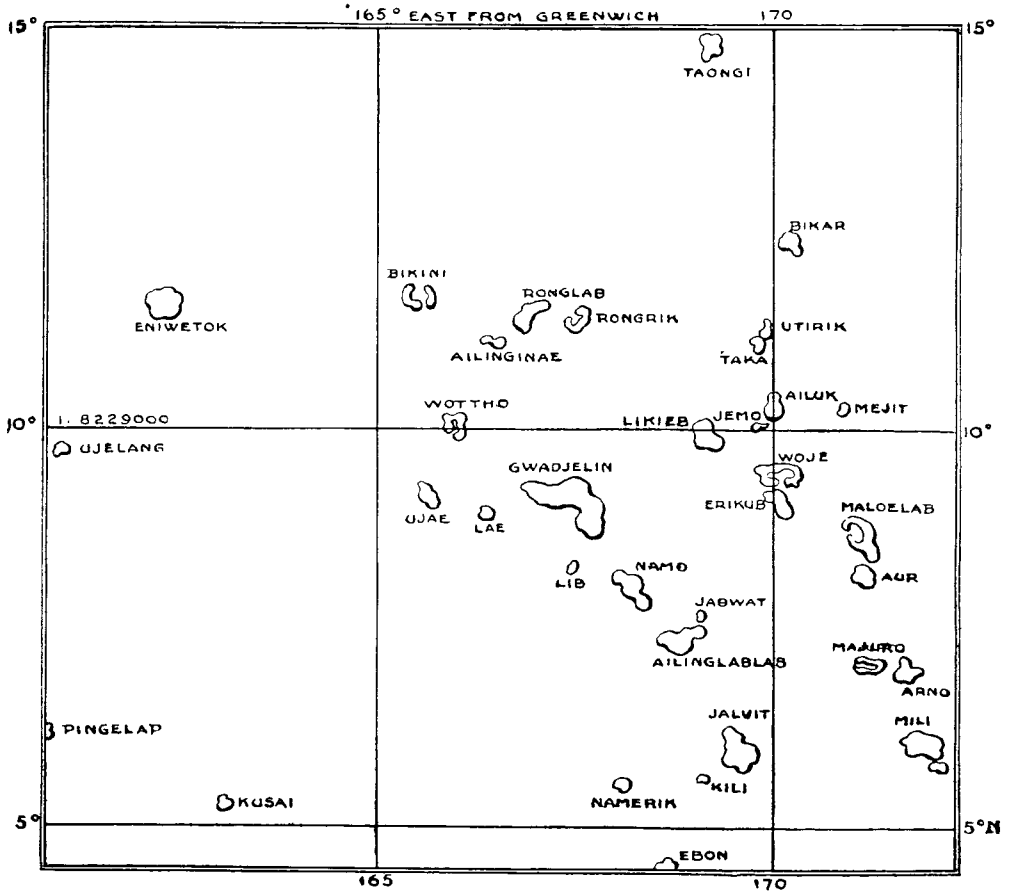 165° EAST FROM GREENWICH 170
15° 15°
TAONGI
BIKAR
BIKINI
RONGLAB
RONGRIK
ENIWETOK
UTIRIK
AILINGINAE
TAKA
AILUK
WOTTHO
MEJIT
JEMO
LIKIEB
1. 8229000
10° 10°
UJELANG
WOJE
GWADJELIN
ERIKUB
MALOELAB
UJAE
LAE
NAMO
AUR
LIB
JABWAT
MAJURO
AILINGLABLAB
ARNO
JALUIT
MILI
PINGELAP
KILI
NAMERIK
KUSAI
5° 5°N
EBON
165 170